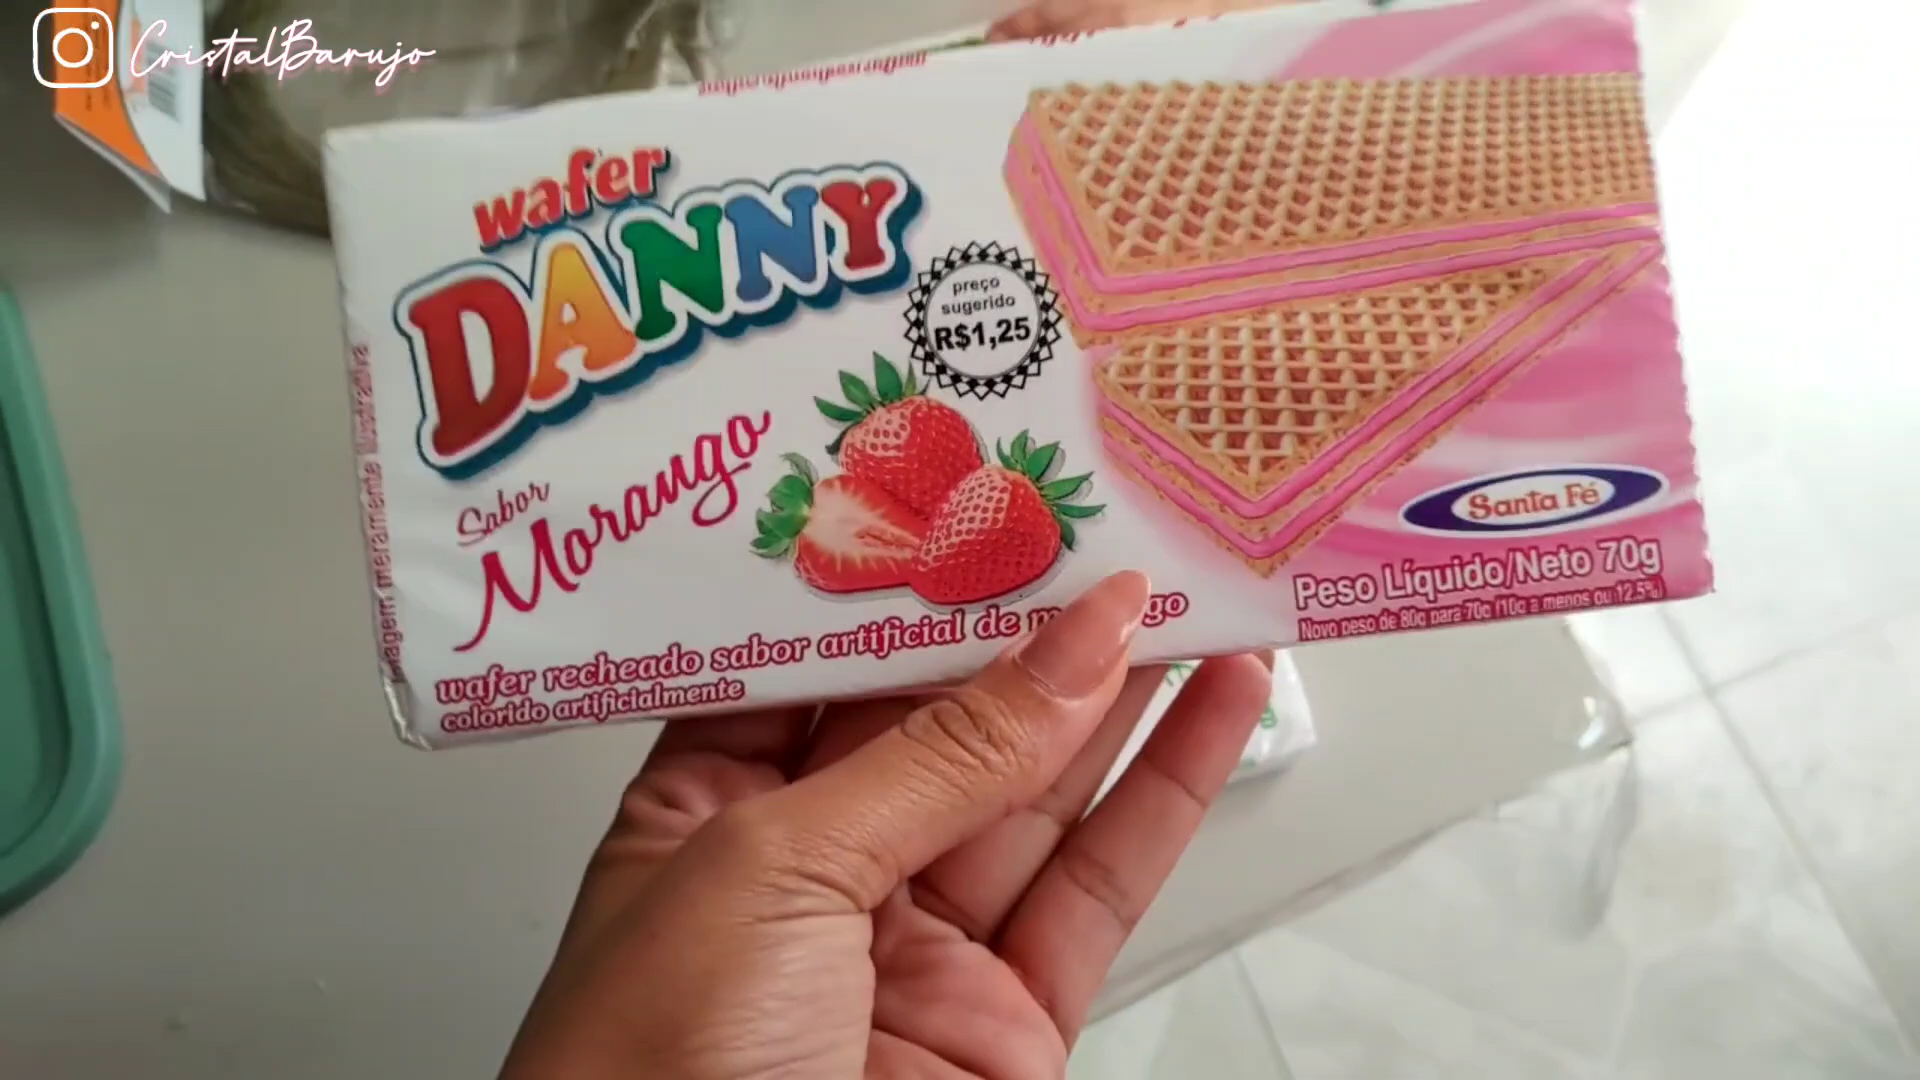 CristalBarujo
wafer
DANNY
preço
sugerido
R$1,25
Sabor
Morango
Santa Fé
Peso Líquido/Neto 70g
Novo peso de 80g para 70g (10g a menos ou 12,5%)
wafer recheado sabor artificial de
colorido artificialmente
imagem meramente ilustrativa